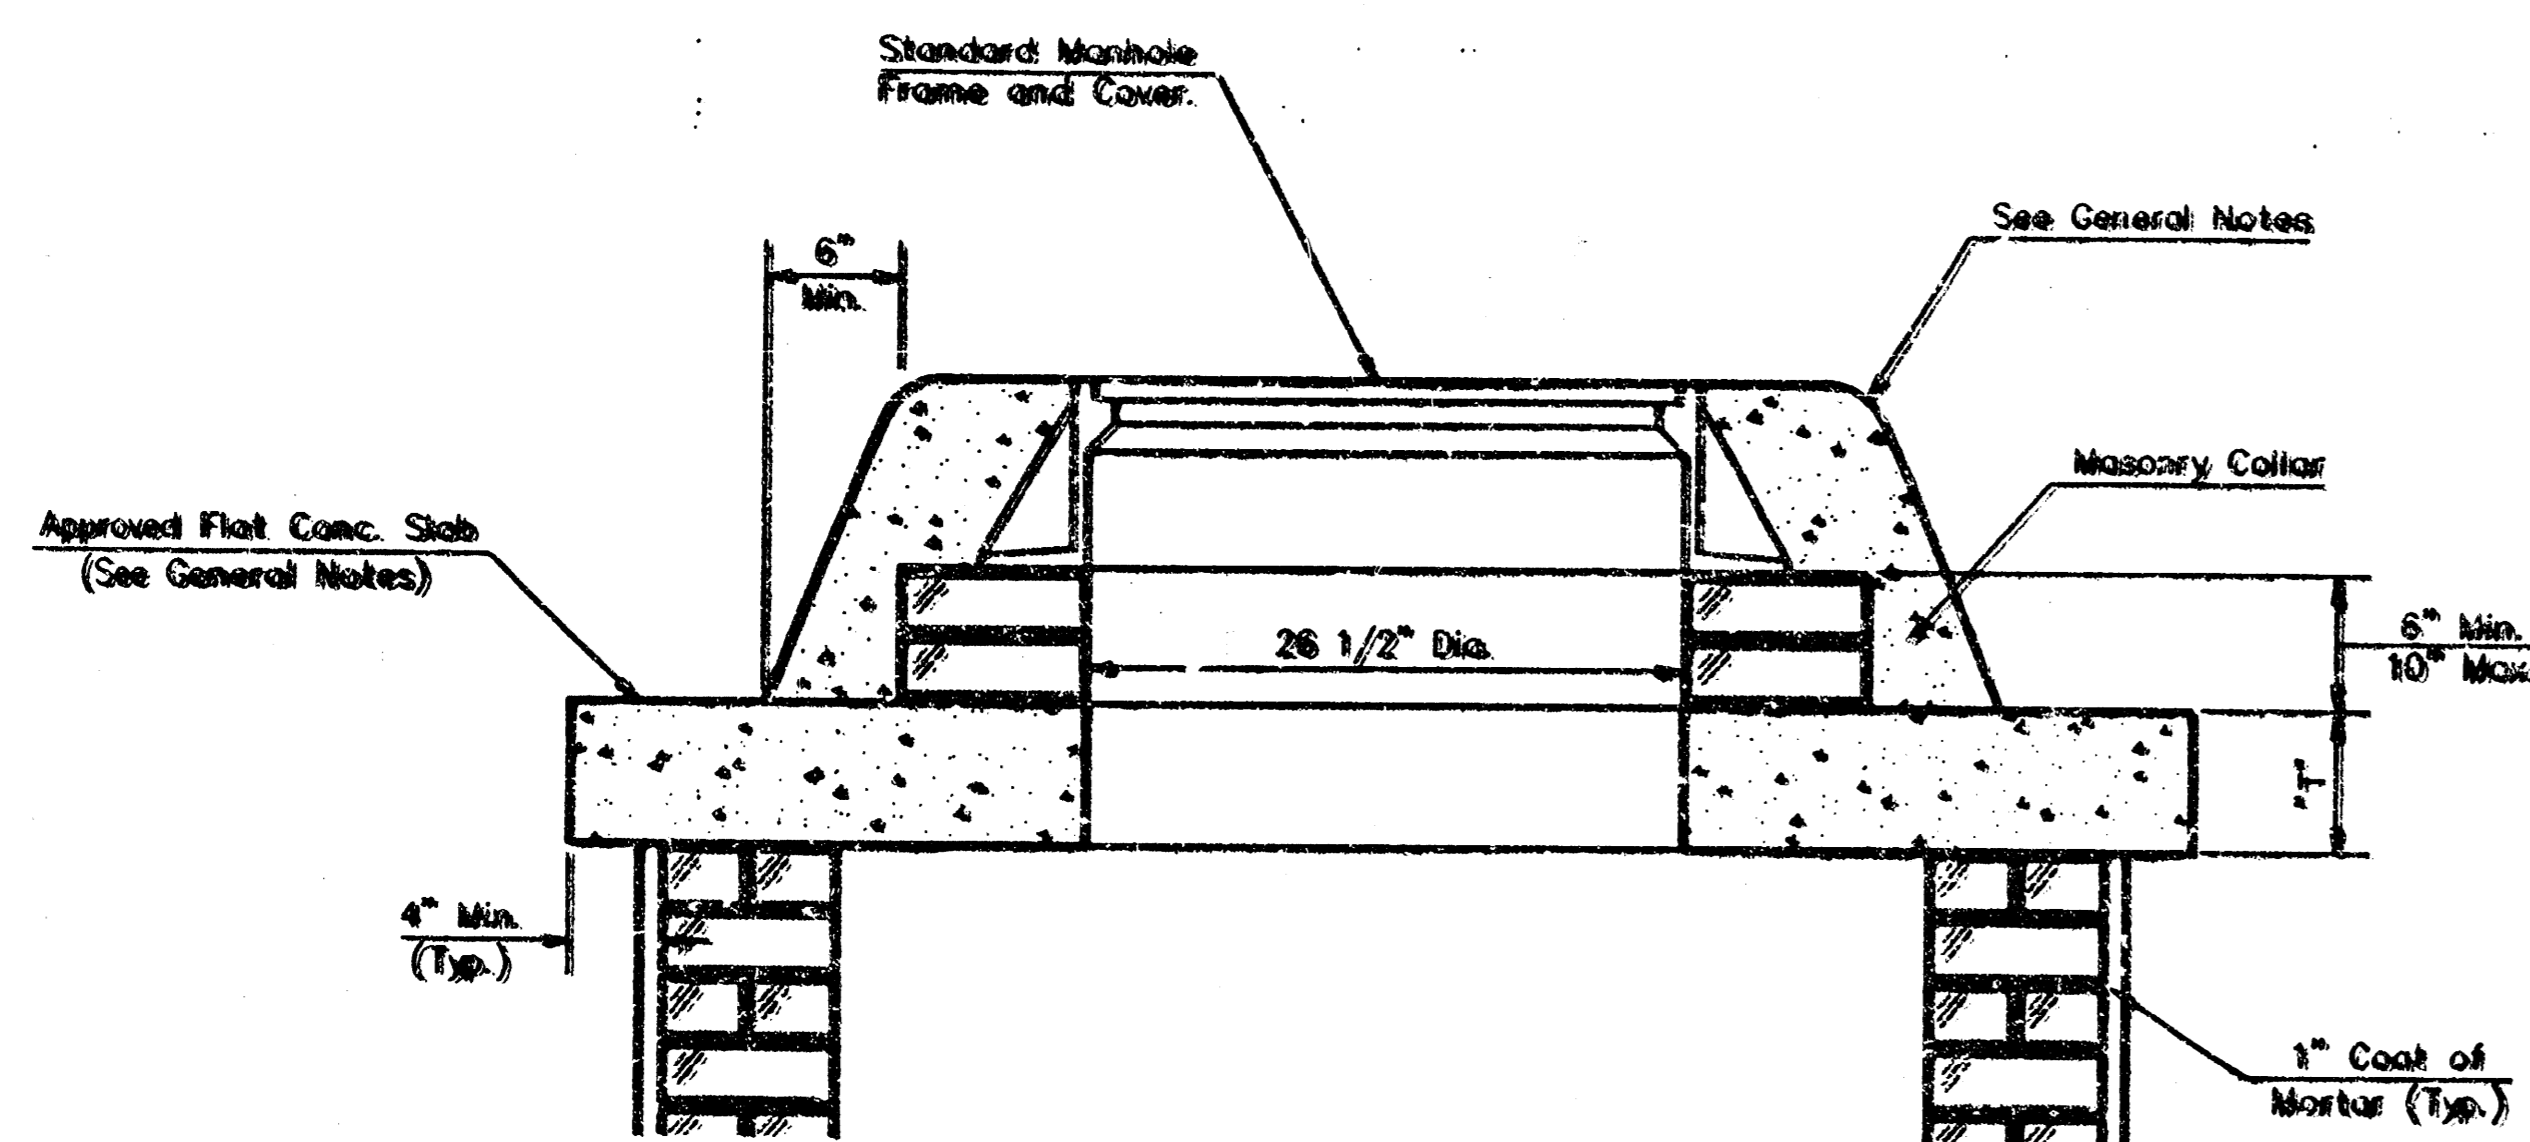 Standard Manhole
Frame and Cover.
See General Notes
6"
Min.
Masonry Collar
Approved Flat Conc. Slab
(See General Notes)
26 1/2" Dia.
6" Min.
10" Max.
"T"
4" Min.
(Typ.)
1" Coat of
Mortar (Typ.)